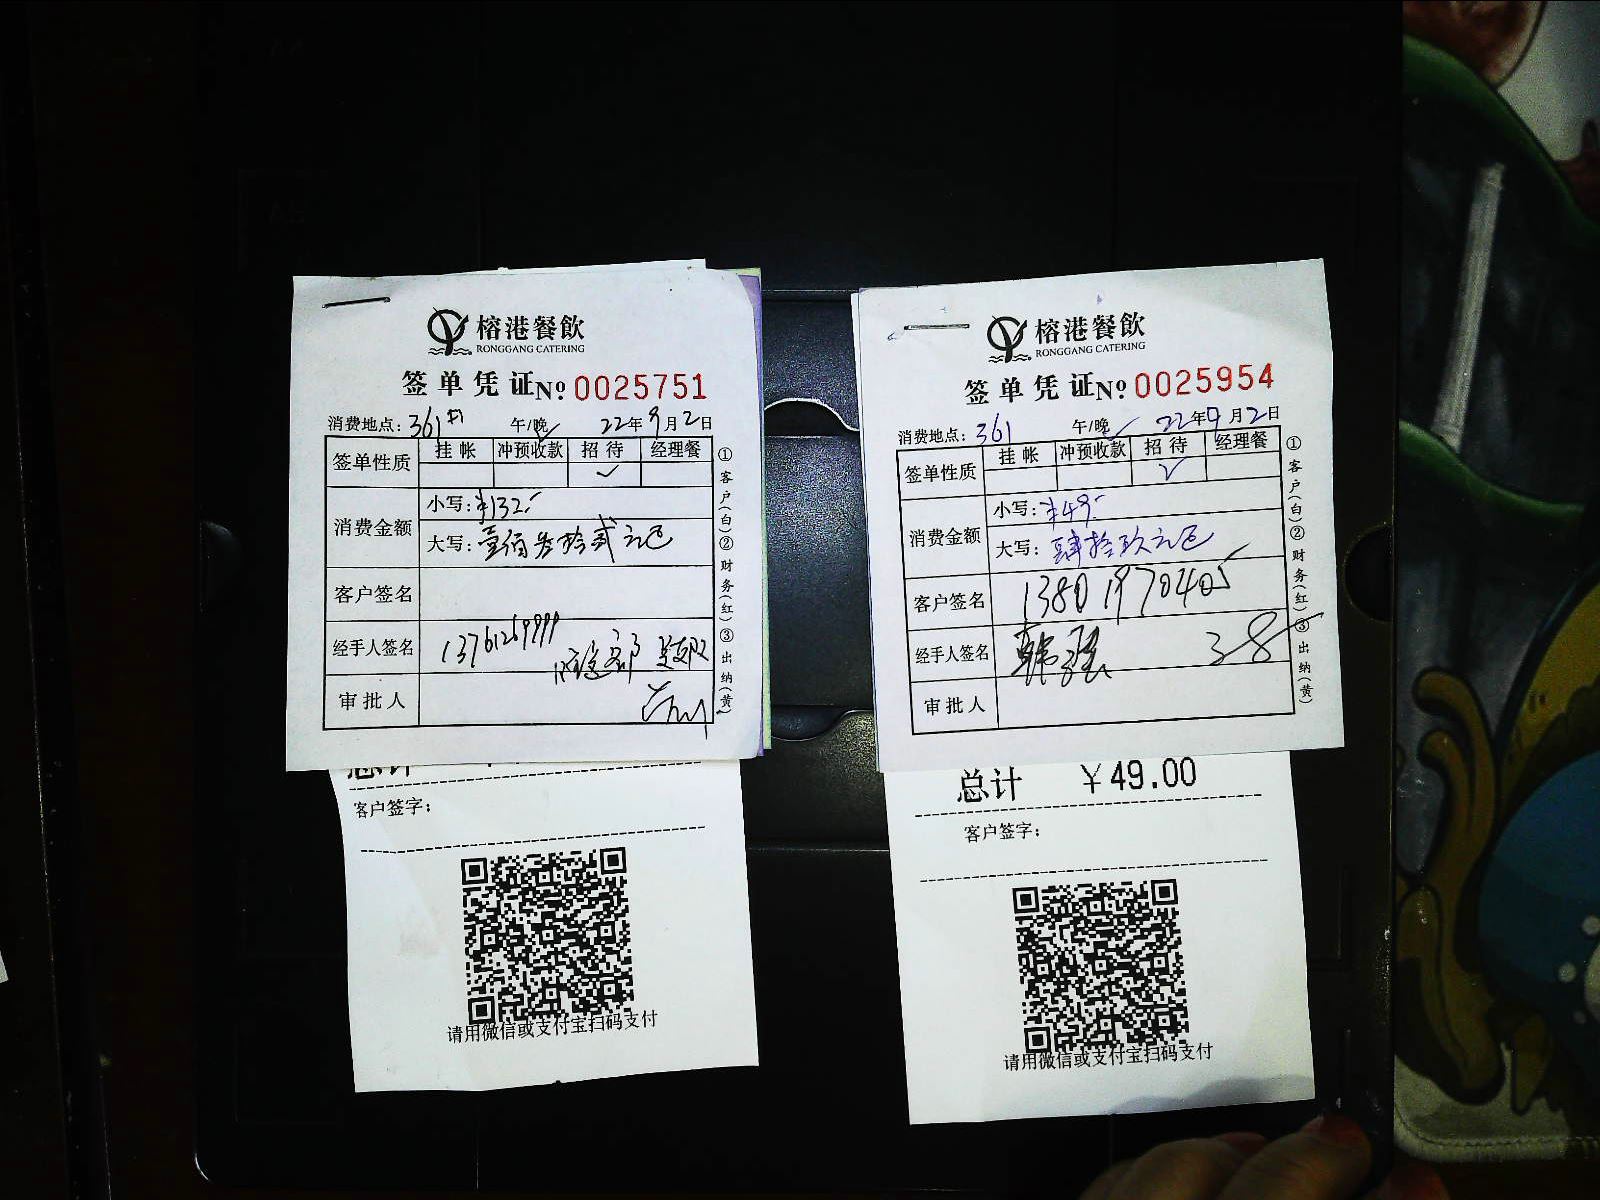 榕港餐飲
RONGGANG CATERING
签单凭证№ 0025751
消费地点: 361 午/晚✓ 22年9月2日
签单性质 挂帐 冲预收款 招待 经理餐
✓
消费金额
小写: ¥132.-
大写: 壹佰叁拾贰元正
客户签名
经手人签名
审批人
①客户(白)②财务(红)③出纳(黄)
总计
客户签字:
请用微信或支付宝扫码支付
榕港餐飲
RONGGANG CATERING
签单凭证№ 0025954
消费地点: 361 午/晚✓ 22年9月2日
签单性质 挂帐 冲预收款 招待 经理餐
✓
消费金额
小写: ¥49.-
大写: 肆拾玖元正
客户签名 13801970405
经手人签名 韩强 38
审批人
①客户(白)②财务(红)③出纳(黄)
总计 ¥49.00
客户签字:
请用微信或支付宝扫码支付